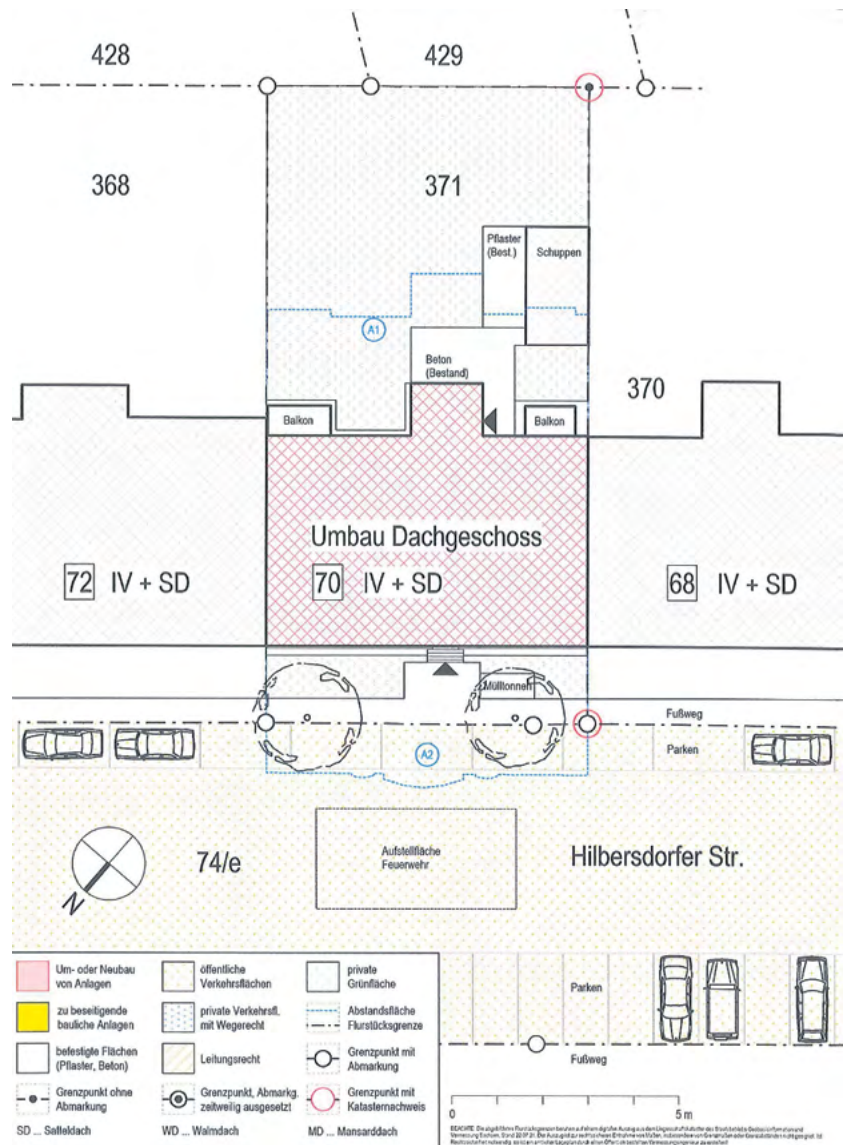 428
429
368
371
Pflaster
(Best.)
Schuppen
A1
Beton
(Bestand)
370
Balkon
Balkon
Umbau Dachgeschoss
72 IV + SD
70 IV + SD
68 IV + SD
Mülltonnen
Fußweg
Parken
A2
74/e
Aufstellfläche
Feuerwehr
Hilbersdorfer Str.
N
Um- oder Neubau
von Anlagen
öffentliche
Verkehrsflächen
private
Grünfläche
zu beseitigende
bauliche Anlagen
private Verkehrsfl.
mit Wegerecht
Abstandsfläche
Flurstücksgrenze
befestigte Flächen
(Pflaster, Beton)
Leitungsrecht
Grenzpunkt mit
Abmarkung
Grenzpunkt ohne
Abmarkung
Grenzpunkt, Abmarkg.
zeitweilig ausgesetzt
Grenzpunkt mit
Katasternachweis
SD ... Satteldach
WD ... Walmdach
MD ... Mansarddach
Parken
Fußweg
0
5 m